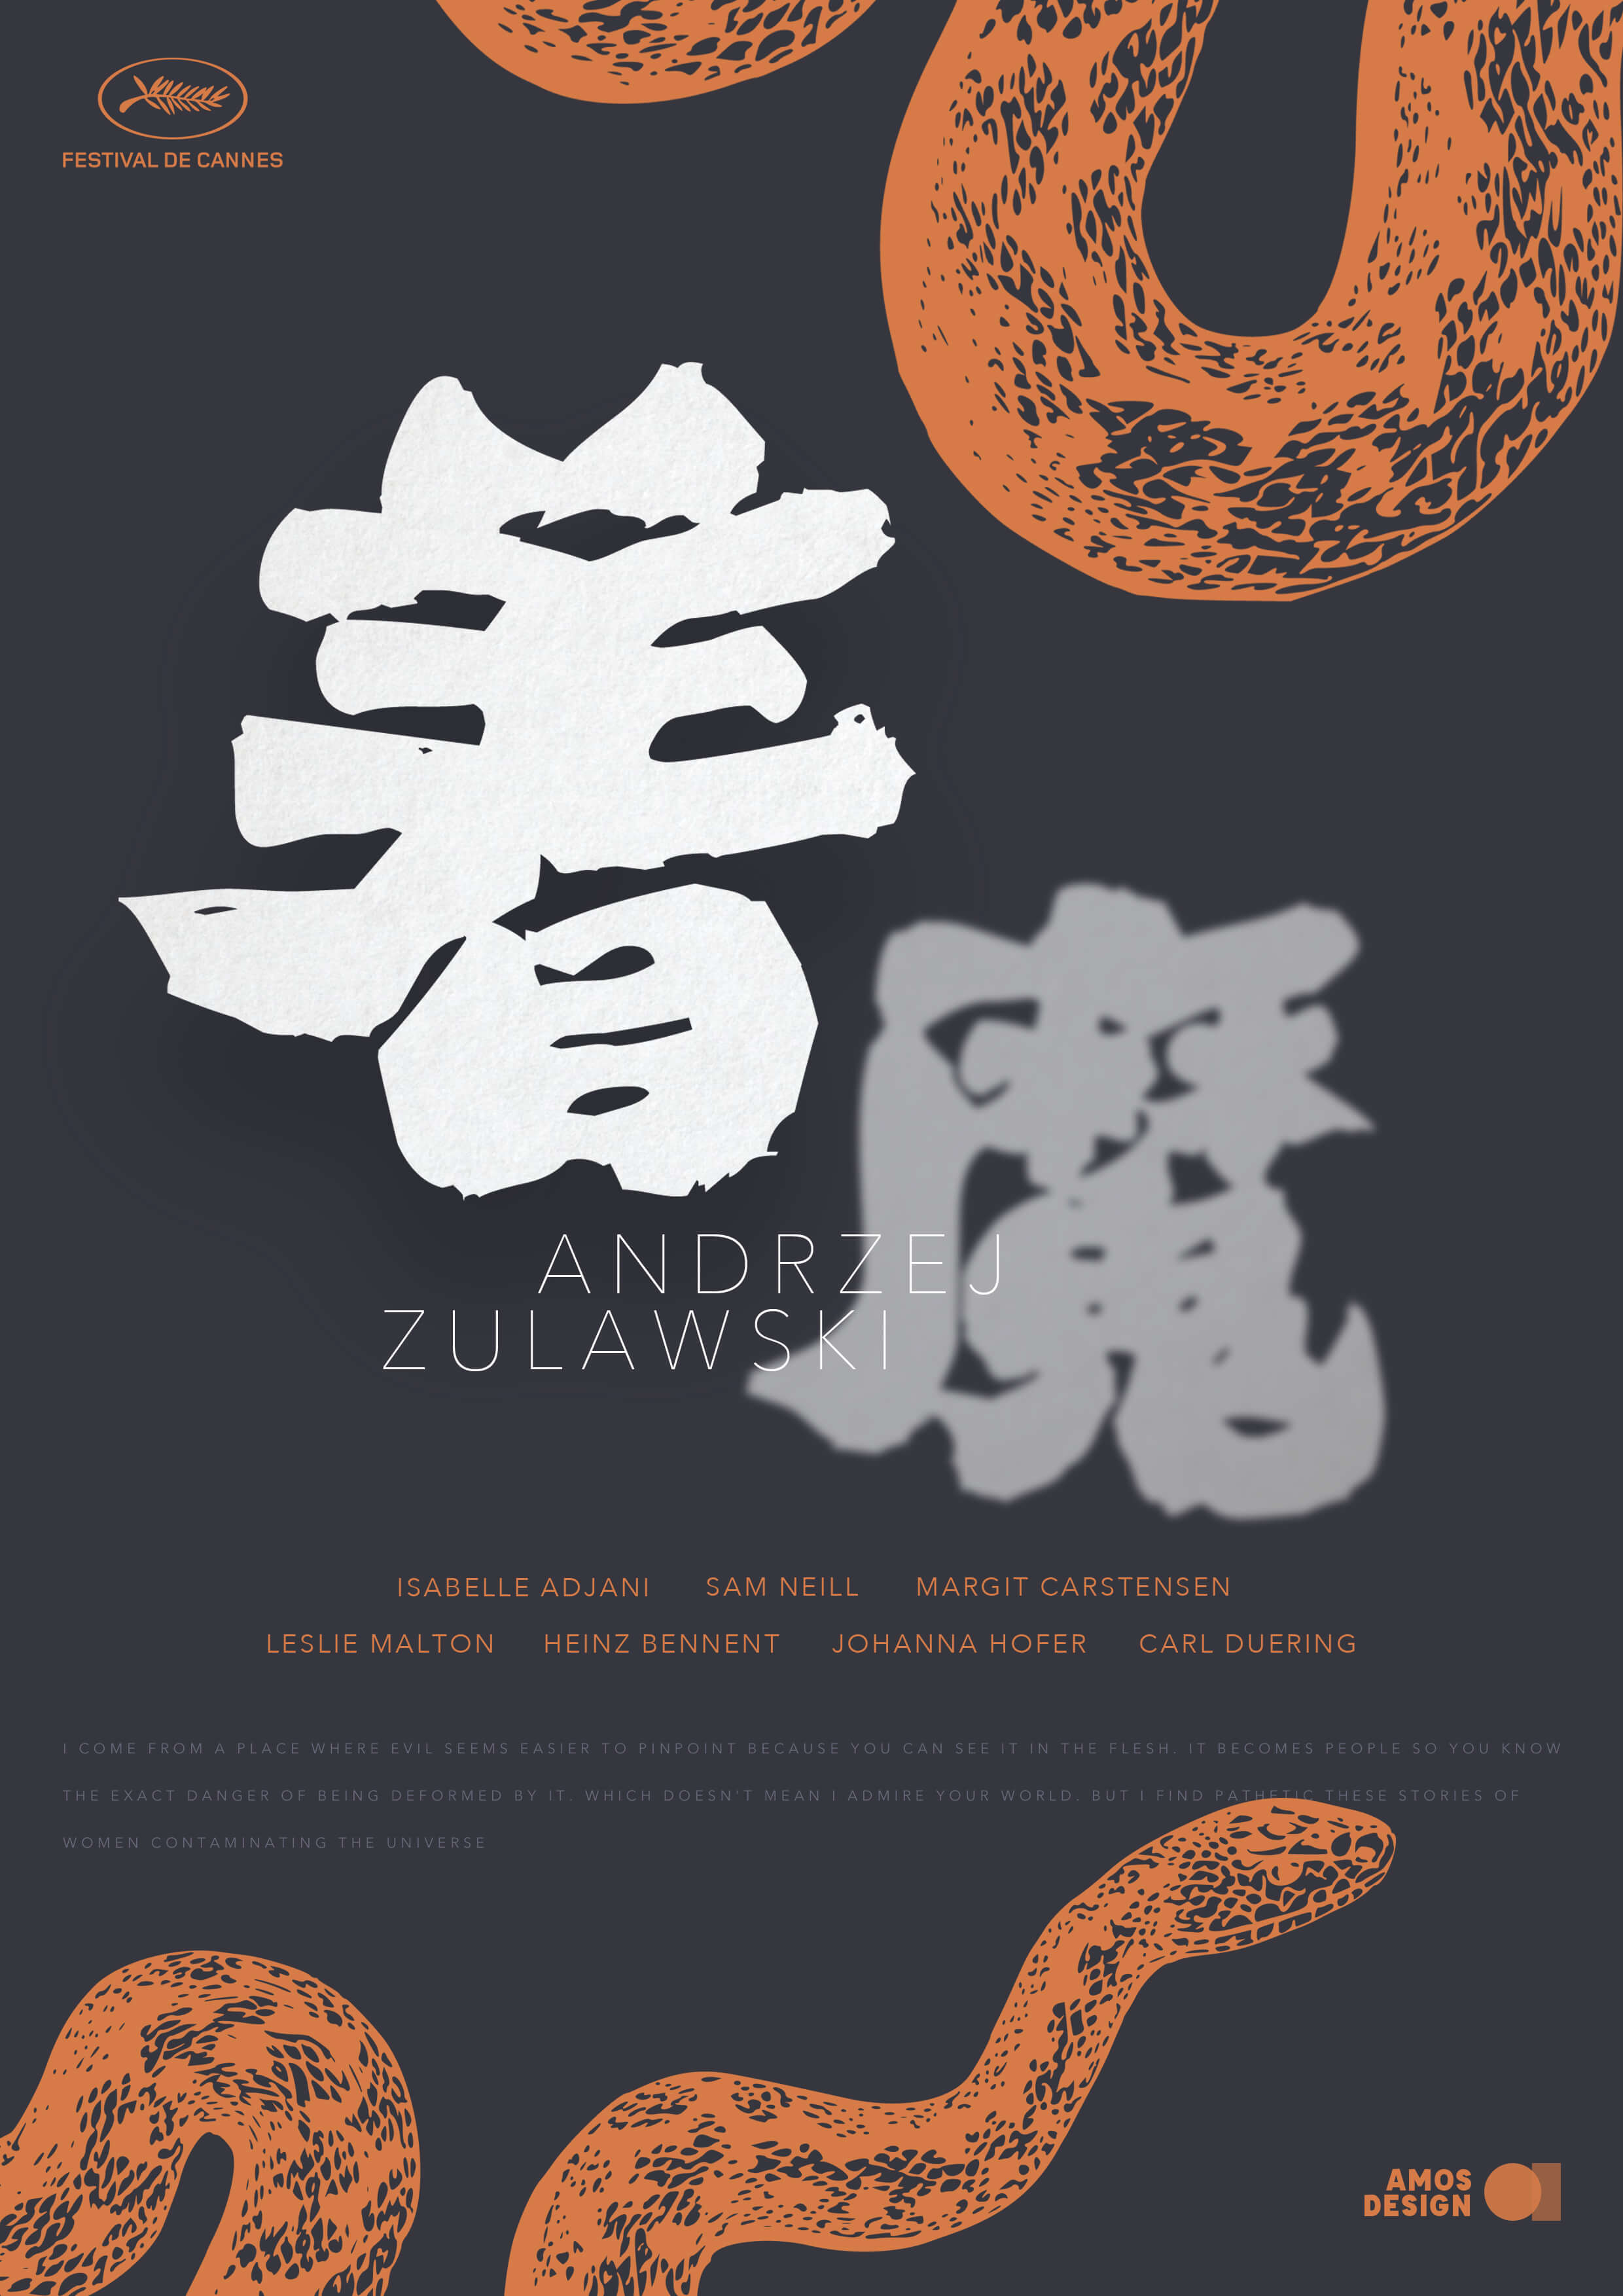 FESTIVAL DE CANNES
着
魔
ANDRZEJ
ZULAWSKI
ISABELLE ADJANI SAM NEILL MARGIT CARSTENSEN
LESLIE MALTON HEINZ BENNENT JOHANNA HOFER CARL DUERING
I COME FROM A PLACE WHERE EVIL SEEMS EASIER TO PINPOINT BECAUSE YOU CAN SEE IT IN THE FLESH. IT BECOMES PEOPLE SO YOU KNOW
THE EXACT DANGER OF BEING DEFORMED BY IT. WHICH DOESN'T MEAN I ADMIRE YOUR WORLD. BUT I FIND PATHETIC THESE STORIES OF
WOMEN CONTAMINATING THE UNIVERSE
AMOS
DESIGN